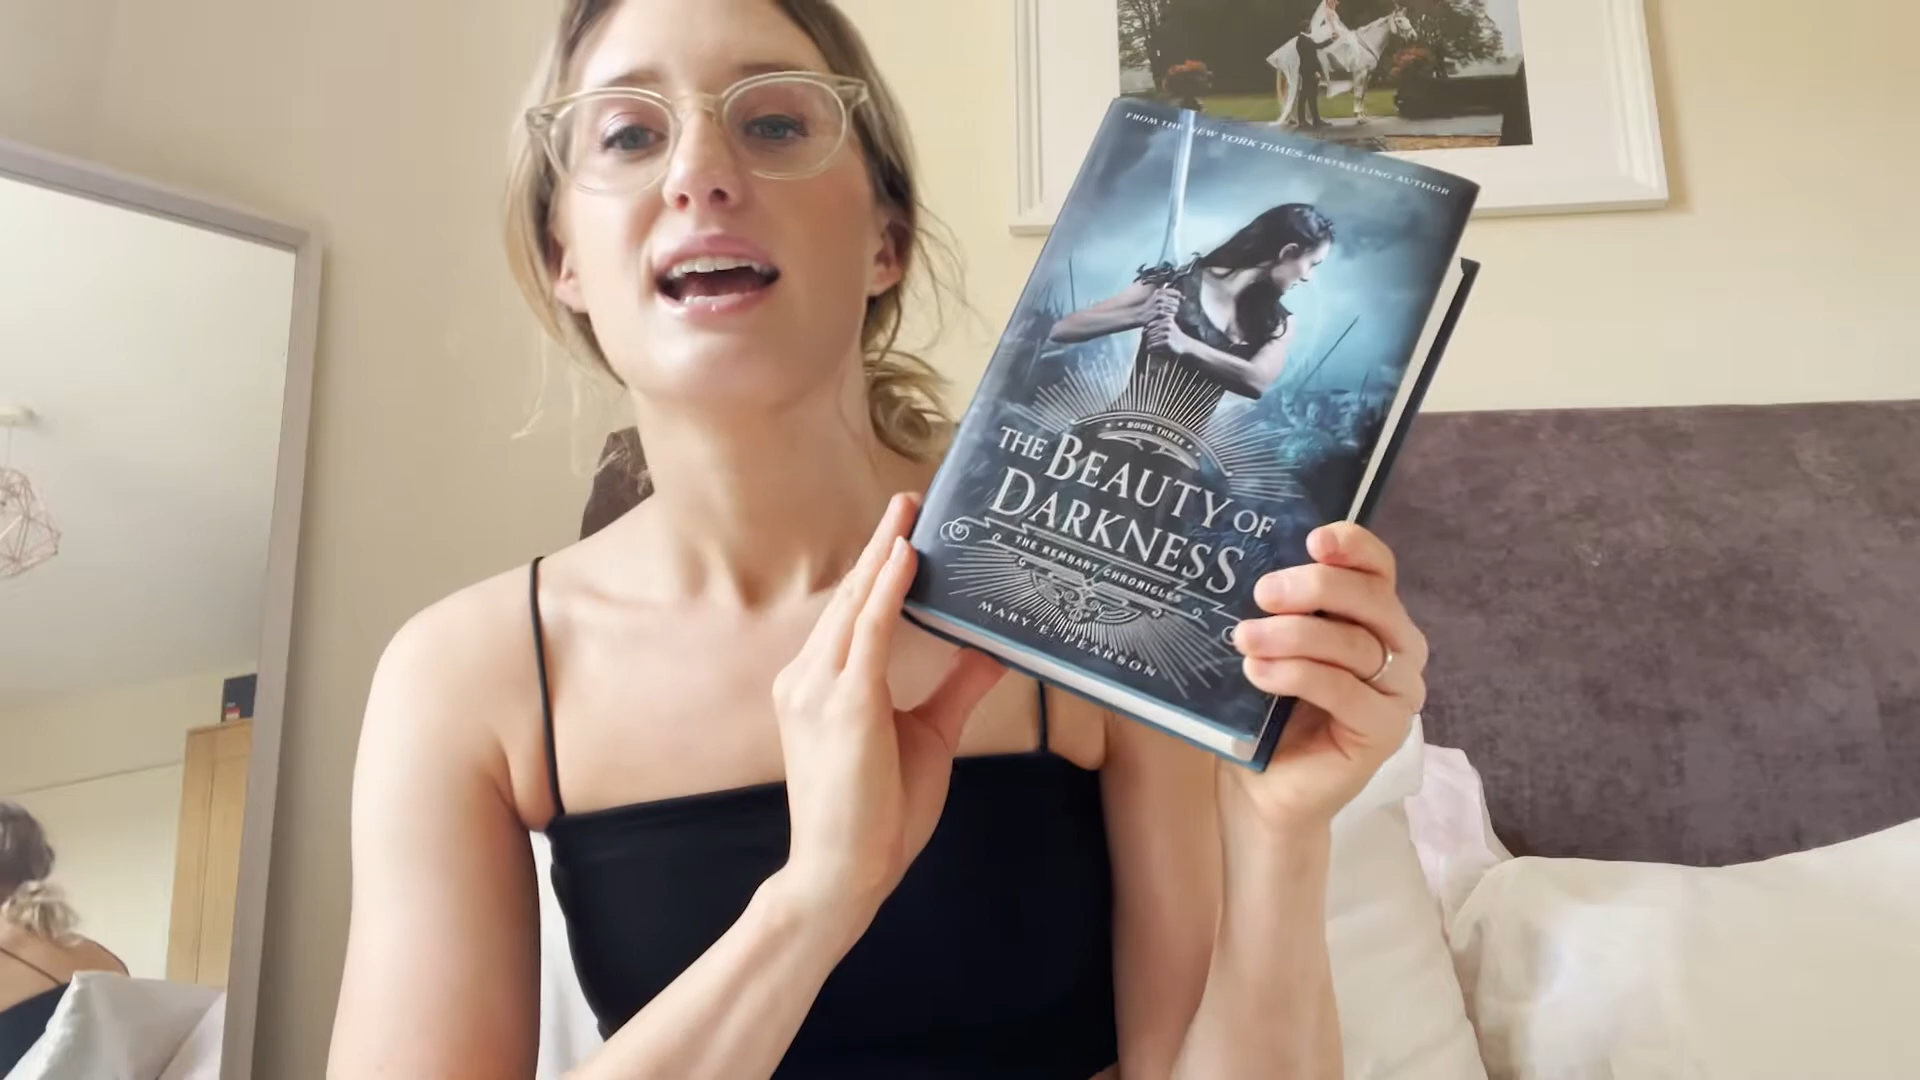 FROM THE NEW YORK TIMES-BESTSELLING AUTHOR
BOOK THREE
THE BEAUTY OF
DARKNESS
THE REMNANT CHRONICLES
MARY E. PEARSON